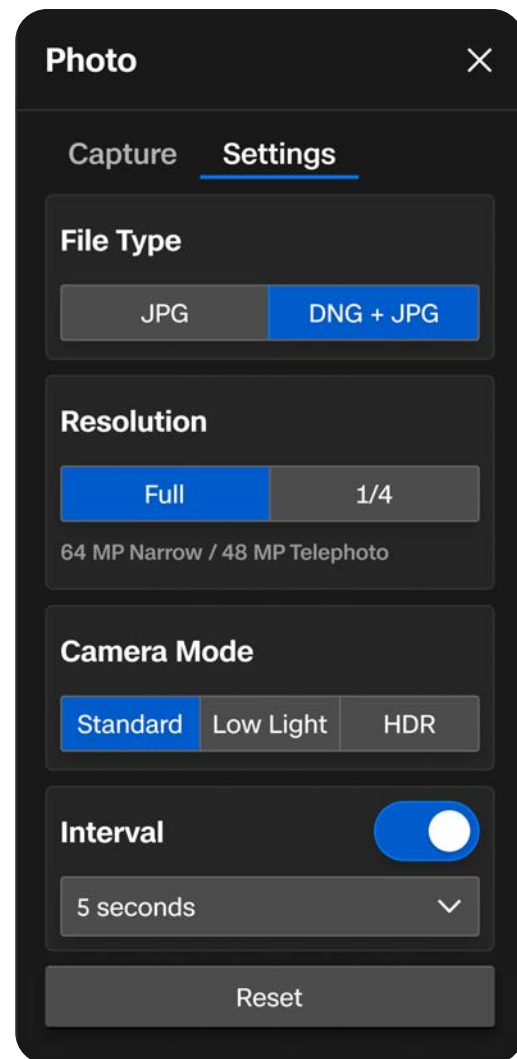 Photo
Capture Settings
File Type
JPG DNG + JPG
Resolution
Full 1/4
64 MP Narrow / 48 MP Telephoto
Camera Mode
Standard Low Light HDR
Interval
5 seconds
Reset